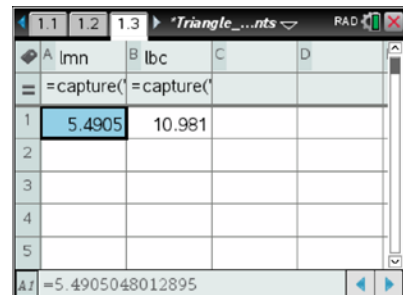 1.1 1.2 1.3 *Triangle_...nts RAD
A lmn B lbc C D
= =capture(' =capture('
1 5.4905 10.981
2
3
4
5
A1 =5.4905048012895